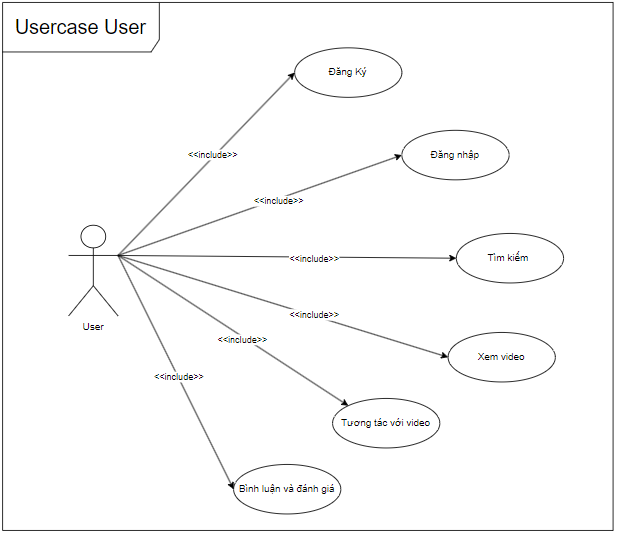 Usercase User
Đăng Ký
<<include>>
Đăng nhập
<<include>>
Tìm kiếm
<<include>>
User
<<include>>
Xem video
<<include>>
<<include>>
Tương tác với video
Bình luận và đánh giá